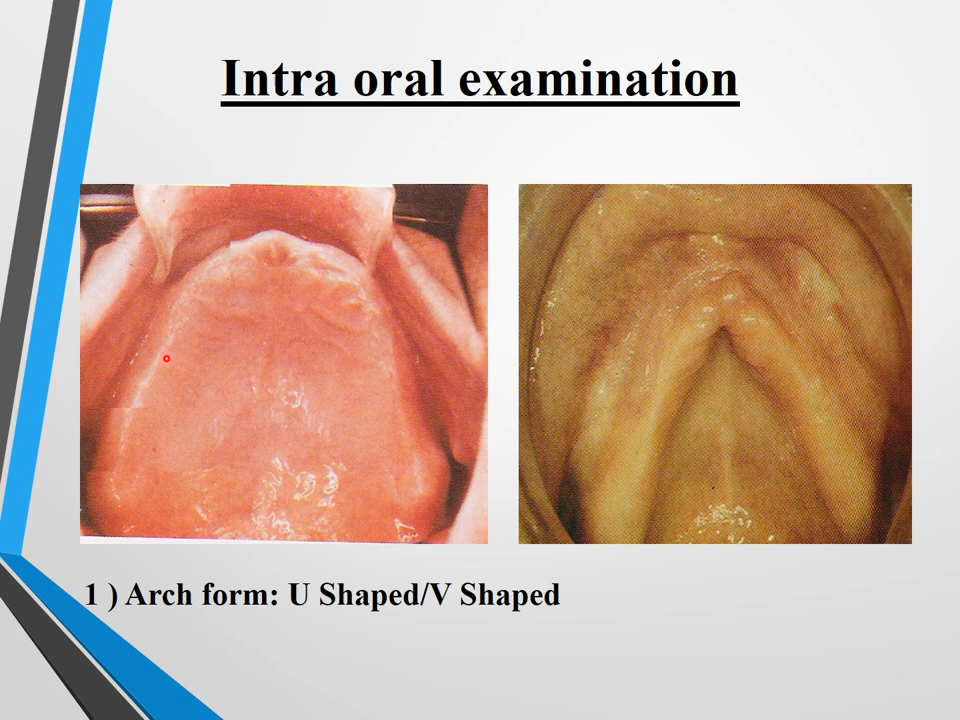 Intra oral examination
1 ) Arch form: U Shaped/V Shaped